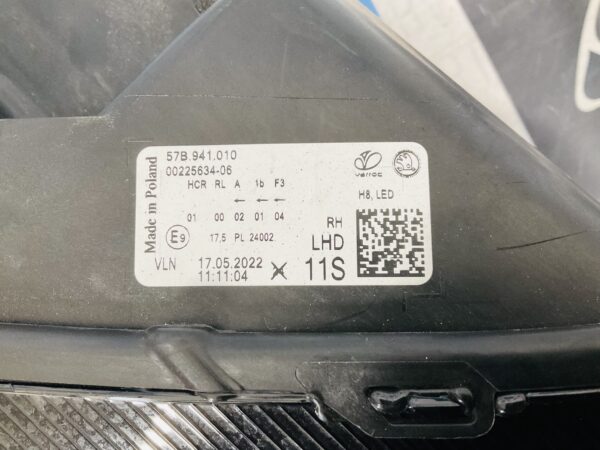 Made in Poland
57B.941.010
00225634-06
HCR RL A 1b F3
← ← ←
01 00 02 01 04
E9 17,5 PL 24002
VLN 17.05.2022
11:11:04
varroc
H8, LED
RH
LHD
11S